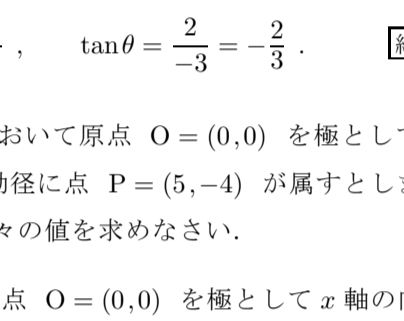 , tanθ = 2/−3 = −2/3 .
おいて原点 O = (0,0) を極として
動径に点 P = (5,−4) が属すとしま
々の値を求めなさい.
点 O = (0,0) を極として x 軸の